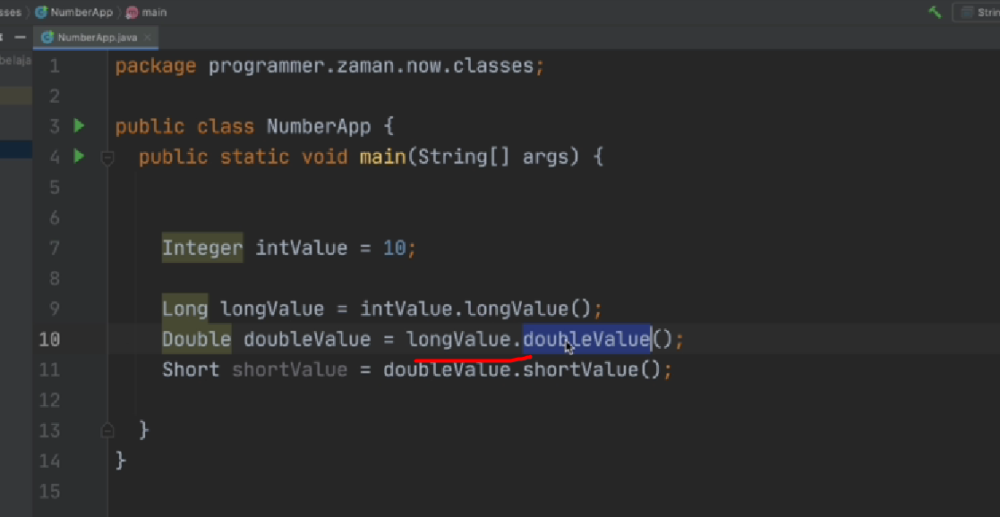 sses NumberApp main Strin
NumberApp.java
belaja
1 package programmer.zaman.now.classes;
2
3 public class NumberApp {
4 public static void main(String[] args) {
5
6
7 Integer intValue = 10;
8
9 Long longValue = intValue.longValue();
10 Double doubleValue = longValue.doubleValue();
11 Short shortValue = doubleValue.shortValue();
12
13 }
14 }
15